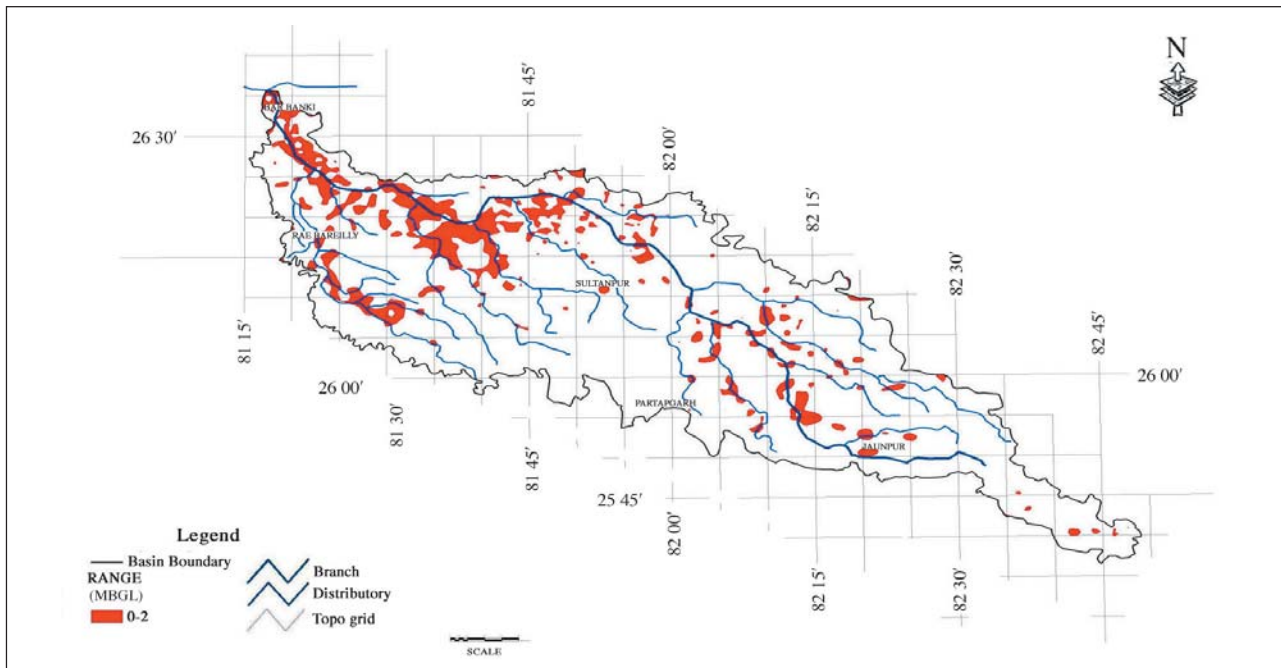 N
81 45′
BAR BANKI
26 30′
82 00′
82 15′
RAE BAREILLY
82 30′
SULTANPUR
81 15′
82 45′
26 00′
26 00′
PARTAPGARH
81 30′
JAUNPUR
81 45′
25 45′
82 00′
82 15′
82 30′
Legend
Basin Boundary
RANGE
(MBGL)
0-2
Branch
Distributory
Topo grid
SCALE